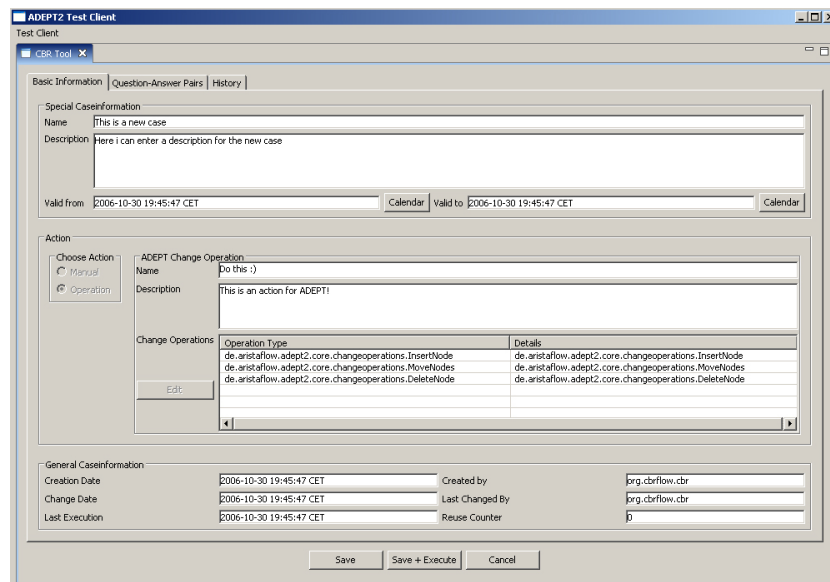 ADEPT2 Test Client
Test Client
CBR Tool
Basic Information Question-Answer Pairs History
Special Caseinformation
Name This is a new case
Description Here i can enter a description for the new case
Valid from 2006-10-30 19:45:47 CET Calendar Valid to 2006-10-30 19:45:47 CET Calendar
Action
Choose Action ADEPT Change Operation
Manual Name Do this :)
Operation Description This is an action for ADEPT!
Change Operations Operation Type Details
de.aristaflow.adept2.core.changeoperations.InsertNode de.aristaflow.adept2.core.changeoperations.InsertNode
de.aristaflow.adept2.core.changeoperations.MoveNodes de.aristaflow.adept2.core.changeoperations.MoveNodes
de.aristaflow.adept2.core.changeoperations.DeleteNode de.aristaflow.adept2.core.changeoperations.DeleteNode
Edit
General Caseinformation
Creation Date 2006-10-30 19:45:47 CET Created by org.cbrflow.cbr
Change Date 2006-10-30 19:45:47 CET Last Changed By org.cbrflow.cbr
Last Execution 2006-10-30 19:45:47 CET Reuse Counter 0
Save Save + Execute Cancel